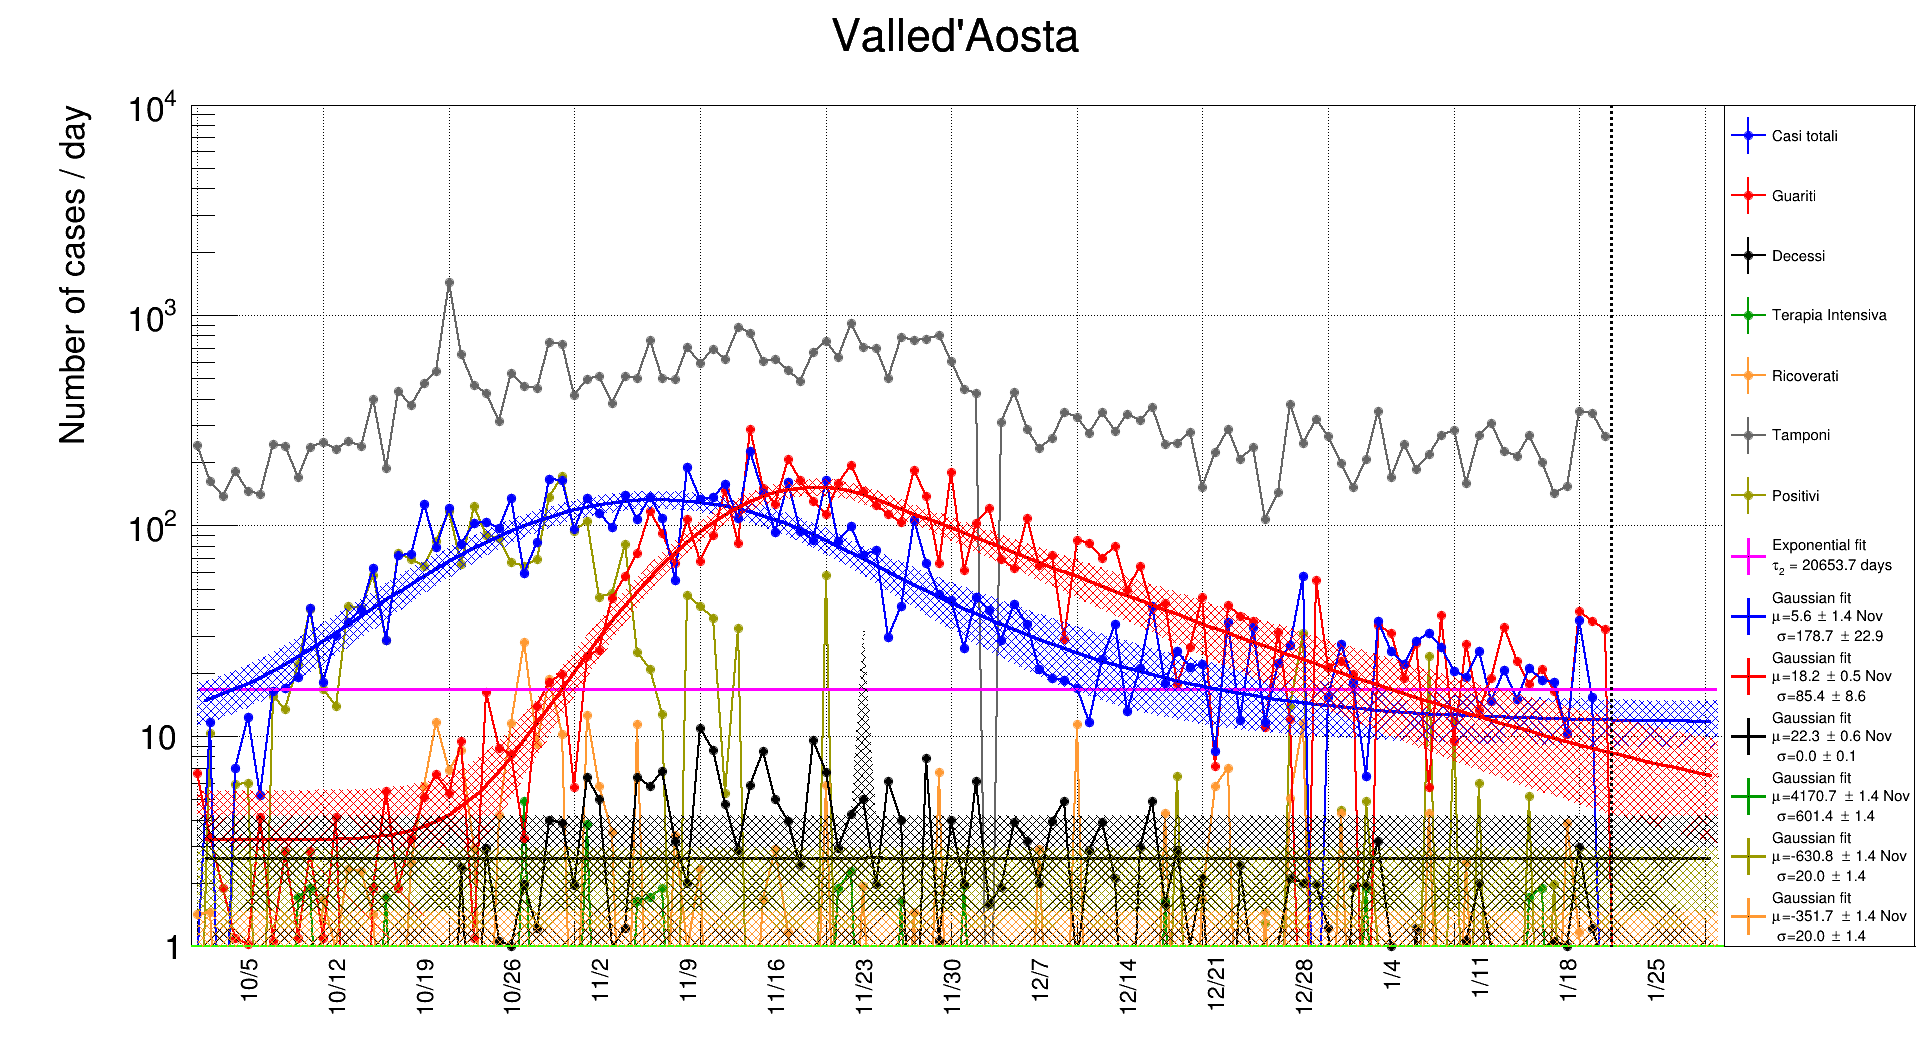 Valled'Aosta
Number of cases / day
10^4
10^3
10^2
10
1
10/5
10/12
10/19
10/26
11/2
11/9
11/16
11/23
11/30
12/7
12/14
12/21
12/28
1/4
1/11
1/18
1/25
Casi totali
Guariti
Decessi
Terapia Intensiva
Ricoverati
Tamponi
Positivi
Exponential fit
τ₂ = 20653.7 days
Gaussian fit
μ=5.6 ± 1.4 Nov
σ=178.7 ± 22.9
Gaussian fit
μ=18.2 ± 0.5 Nov
σ=85.4 ± 8.6
Gaussian fit
μ=22.3 ± 0.6 Nov
σ=0.0 ± 0.1
Gaussian fit
μ=4170.7 ± 1.4 Nov
σ=601.4 ± 1.4
Gaussian fit
μ=-630.8 ± 1.4 Nov
σ=20.0 ± 1.4
Gaussian fit
μ=-351.7 ± 1.4 Nov
σ=20.0 ± 1.4